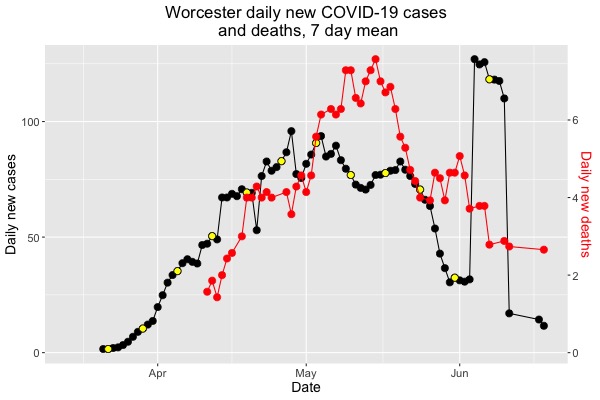 Worcester daily new COVID-19 cases
and deaths, 7 day mean
Daily new cases
100
50
0
6
4
2
0
Daily new deaths
Apr
May
Jun
Date